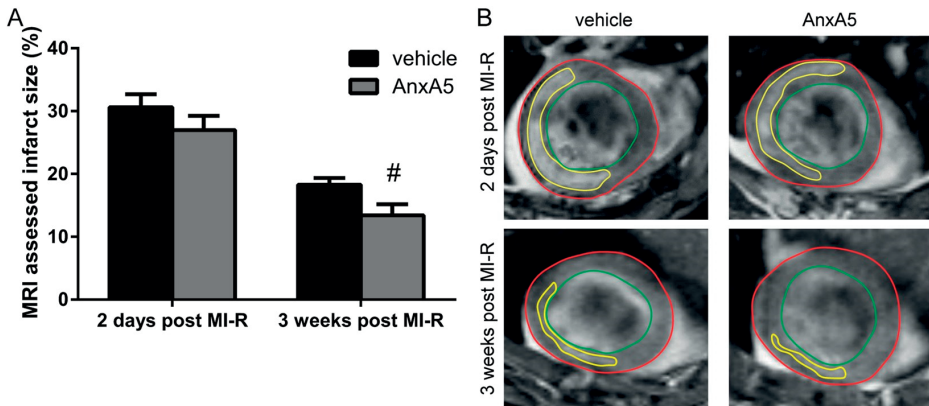 A
MRI assessed infarct size (%)
40
30
20
10
0
vehicle
AnxA5
#
2 days post MI-R
3 weeks post MI-R
B
vehicle
AnxA5
2 days post MI-R
3 weeks post MI-R